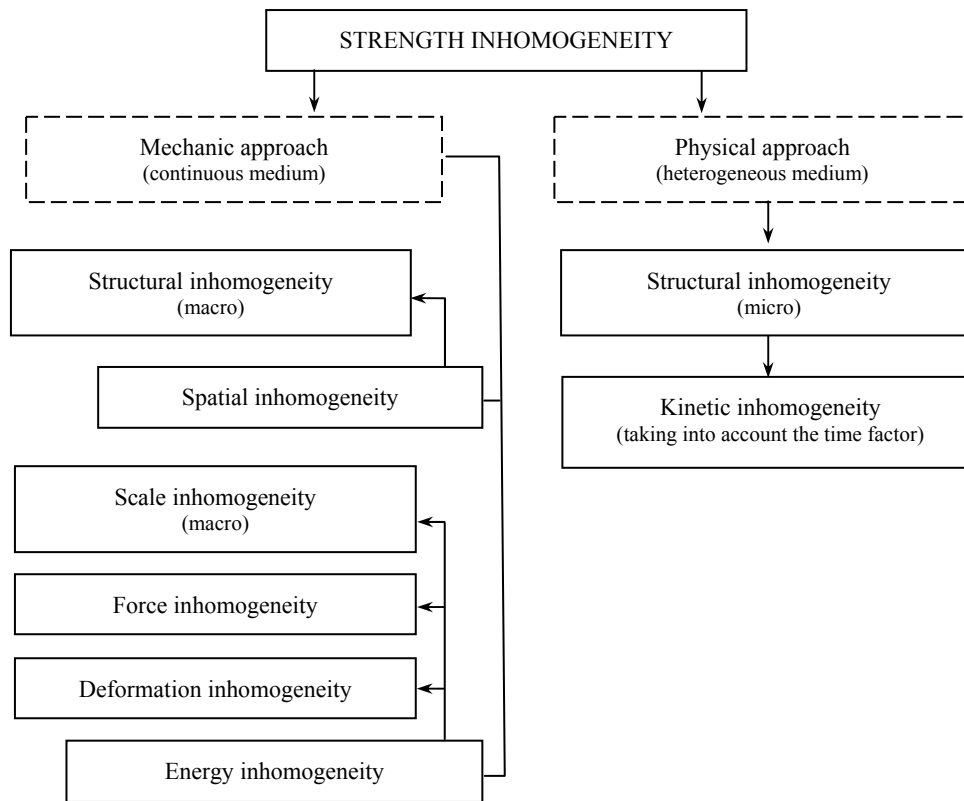 STRENGTH INHOMOGENEITY
Mechanic approach
(continuous medium)
Physical approach
(heterogeneous medium)
Structural inhomogeneity
(macro)
Structural inhomogeneity
(micro)
Spatial inhomogeneity
Kinetic inhomogeneity
(taking into account the time factor)
Scale inhomogeneity
(macro)
Force inhomogeneity
Deformation inhomogeneity
Energy inhomogeneity